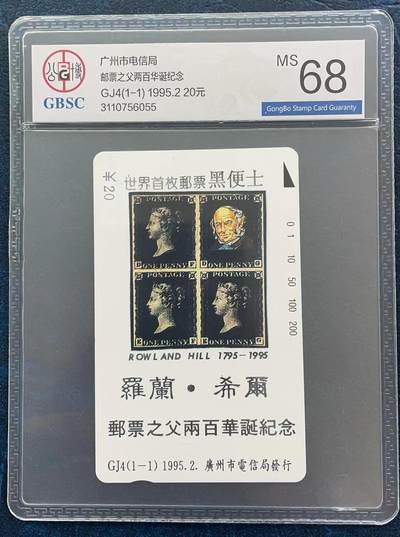 广州市电信局
邮票之父两百华诞纪念
GJ4(1-1) 1995.2 20元
3110756055
GBSC
MS 68
GongBo Stamp Card Guaranty
¥20
世界首枚郵票黑便士
POSTAGE POSTAGE
ONE PENNY ONE PENNY
POSTAGE POSTAGE
ONE PENNY ONE PENNY
0 1 10 50 100 200
ROWLAND HILL 1795-1995
羅蘭·希爾
郵票之父兩百華誕紀念
GJ4(1-1) 1995.2. 廣州市電信局發行